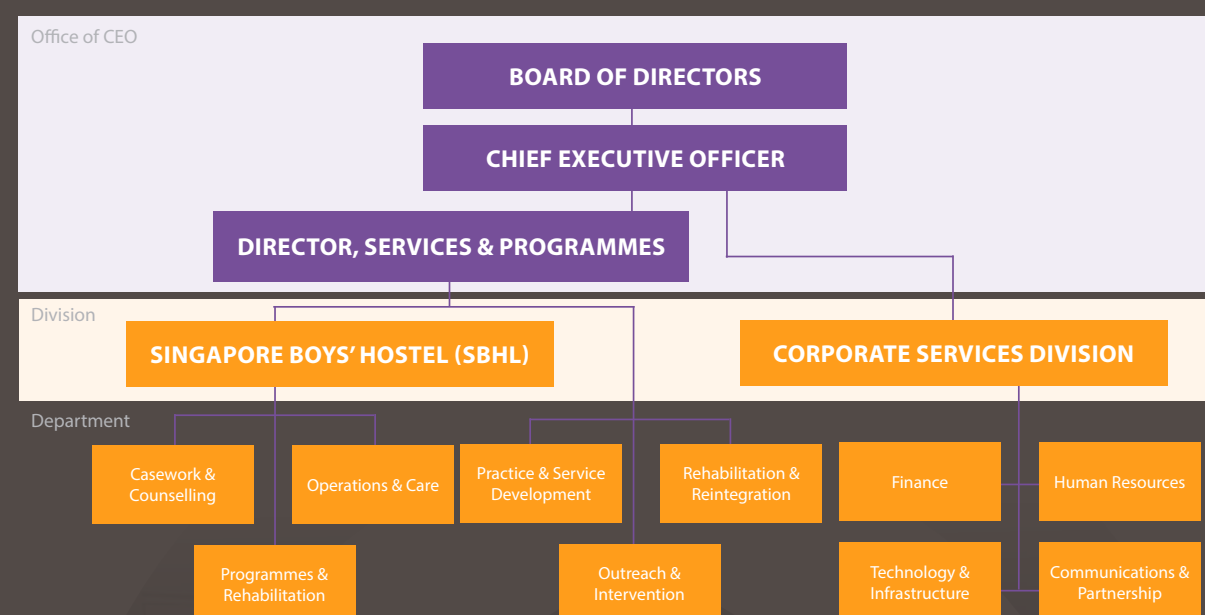 Office of CEO
BOARD OF DIRECTORS
CHIEF EXECUTIVE OFFICER
DIRECTOR, SERVICES & PROGRAMMES
Division
SINGAPORE BOYS’ HOSTEL (SBHL)
CORPORATE SERVICES DIVISION
Department
Casework &
Counselling
Operations & Care
Practice & Service
Development
Rehabilitation &
Reintegration
Finance
Human Resources
Programmes &
Rehabilitation
Outreach &
Intervention
Technology &
Infrastructure
Communications &
Partnership